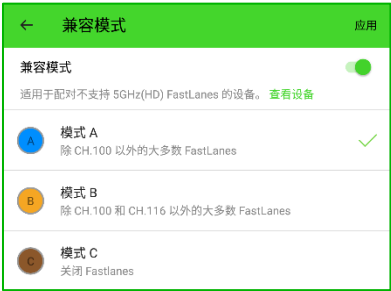 兼容模式 应用
兼容模式
适用于配对不支持 5GHz(HD) FastLanes 的设备。 查看设备
A 模式 A
除 CH.100 以外的大多数 FastLanes
B 模式 B
除 CH.100 和 CH.116 以外的大多数 FastLanes
C 模式 C
关闭 Fastlanes